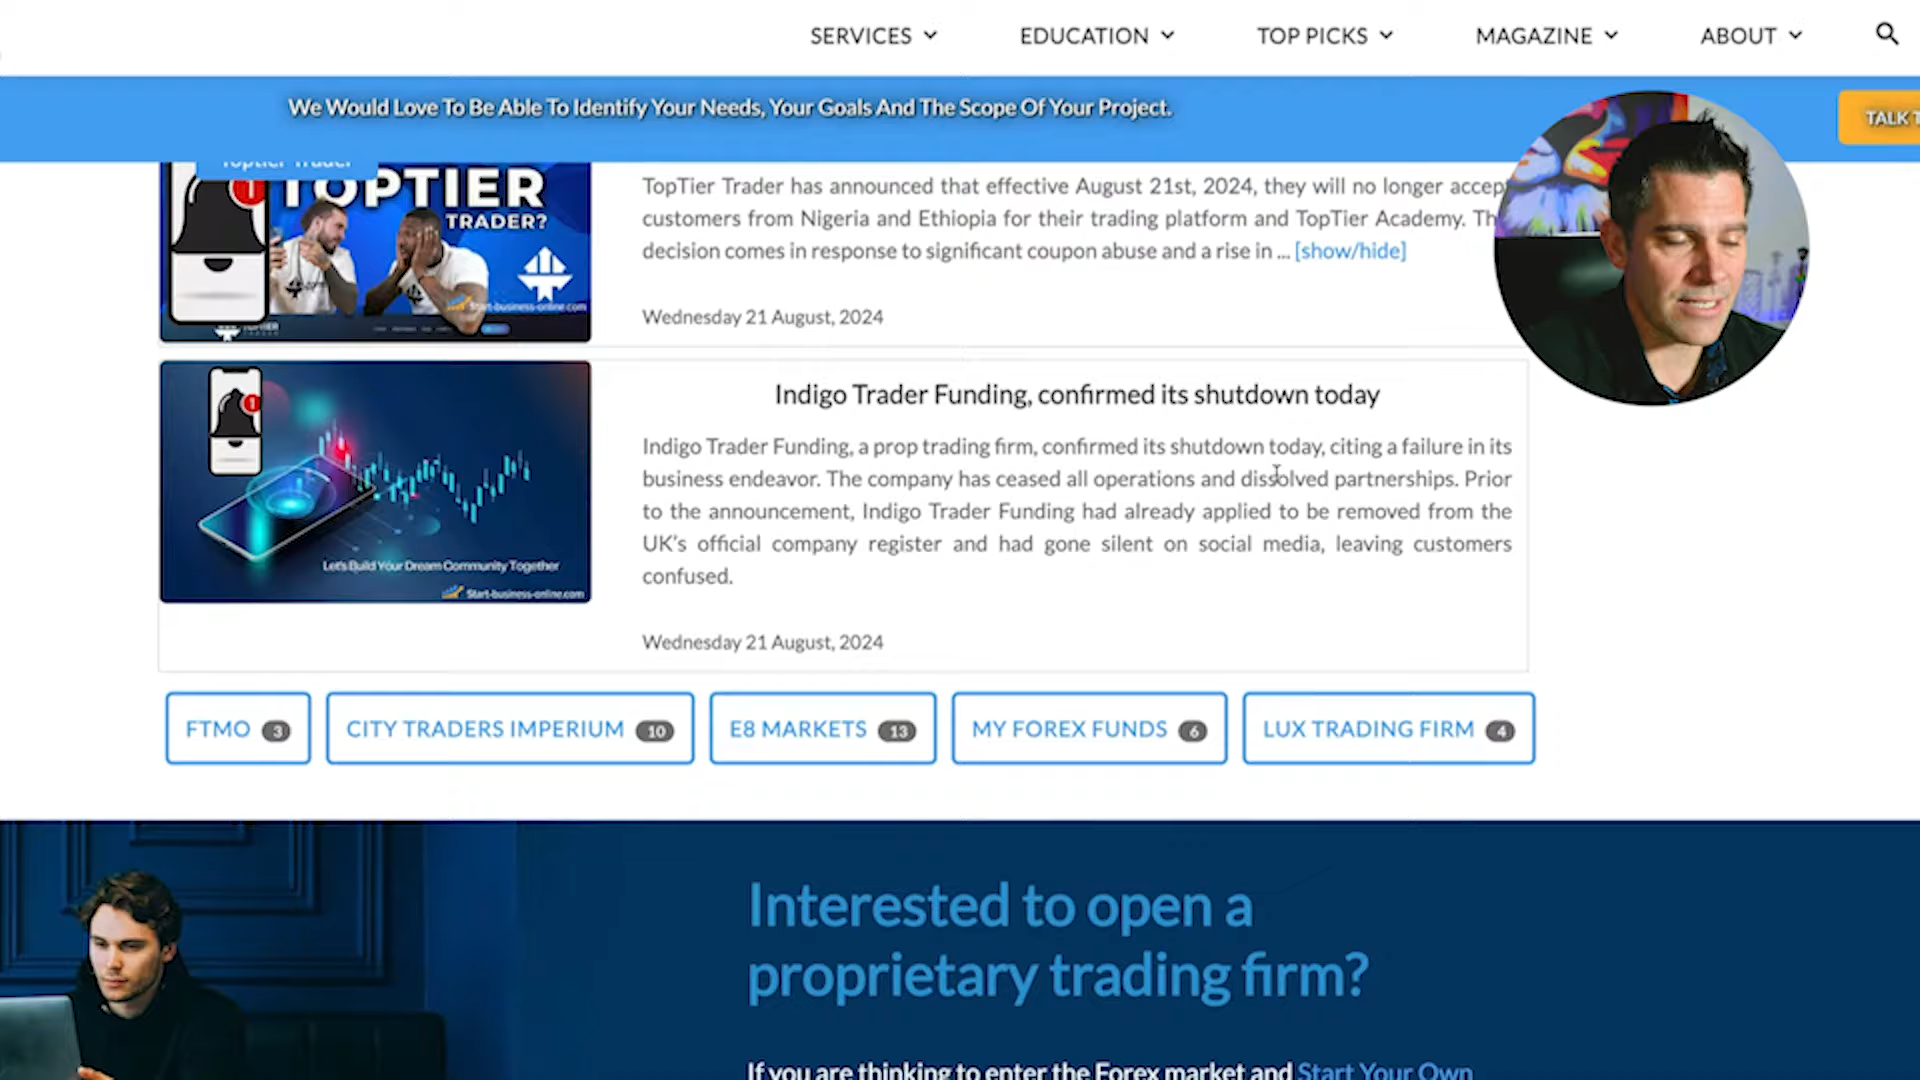 SERVICES
EDUCATION
TOP PICKS
MAGAZINE
ABOUT
We Would Love To Be Able To Identify Your Needs, Your Goals And The Scope Of Your Project.
TALK T
Toptier Trader
1
TOPTIER
TRADER?
Start-business-online.com
TopTier Trader has announced that effective August 21st, 2024, they will no longer accep
customers from Nigeria and Ethiopia for their trading platform and TopTier Academy. Th
decision comes in response to significant coupon abuse and a rise in ... [show/hide]
Wednesday 21 August, 2024
1
Let's Build Your Dream Community Together
Start-business-online.com
Indigo Trader Funding, confirmed its shutdown today
Indigo Trader Funding, a prop trading firm, confirmed its shutdown today, citing a failure in its
business endeavor. The company has ceased all operations and dissolved partnerships. Prior
to the announcement, Indigo Trader Funding had already applied to be removed from the
UK's official company register and had gone silent on social media, leaving customers
confused.
Wednesday 21 August, 2024
FTMO 3
CITY TRADERS IMPERIUM 10
E8 MARKETS 13
MY FOREX FUNDS 6
LUX TRADING FIRM 4
Interested to open a
proprietary trading firm?
If you are thinking to enter the Forex market and Start Your Own